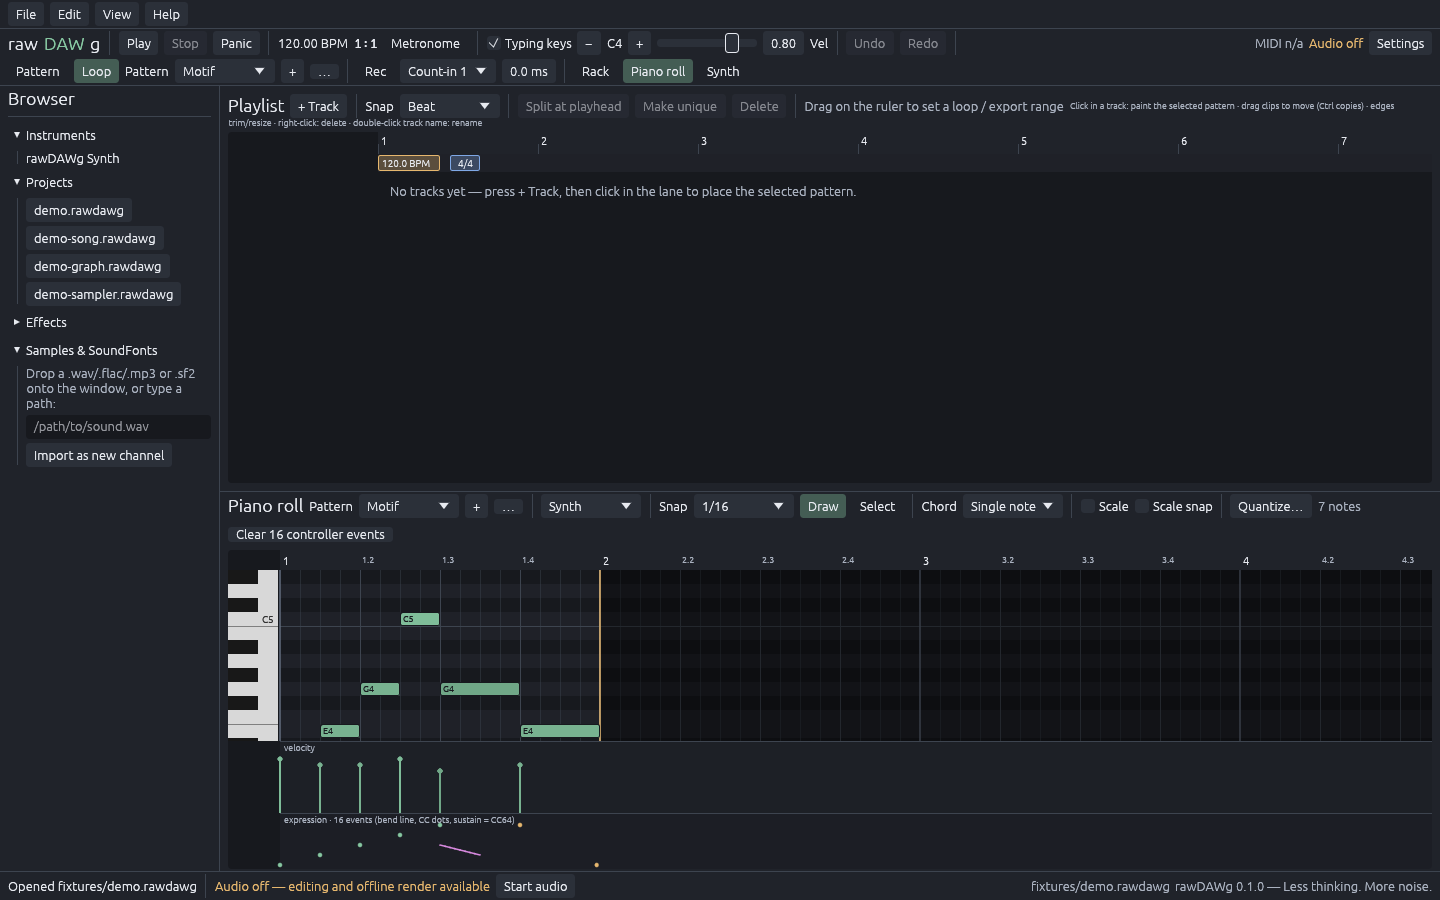 File Edit View Help
raw DAW g Play Stop Panic 120.00 BPM 1:1 Metronome Typing keys − C4 + 0.80 Vel Undo Redo MIDI n/a Audio off Settings
Pattern Loop Pattern Motif + ... Rec Count-in 1 0.0 ms Rack Piano roll Synth
Browser
Instruments
rawDAWg Synth
Projects
demo.rawdawg
demo-song.rawdawg
demo-graph.rawdawg
demo-sampler.rawdawg
Effects
Samples & SoundFonts
Drop a .wav/.flac/.mp3 or .sf2
onto the window, or type a
path:
/path/to/sound.wav
Import as new channel
Playlist + Track Snap Beat Split at playhead Make unique Delete Drag on the ruler to set a loop / export range Click in a track: paint the selected pattern · drag clips to move (Ctrl copies) · edges
trim/resize · right-click: delete · double-click track name: rename
1 2 3 4 5 6 7
120.0 BPM 4/4
No tracks yet — press + Track, then click in the lane to place the selected pattern.
Piano roll Pattern Motif + ... Synth Snap 1/16 Draw Select Chord Single note Scale Scale snap Quantize... 7 notes
Clear 16 controller events
1 1.2 1.3 1.4 2 2.2 2.3 2.4 3 3.2 3.3 3.4 4 4.2 4.3
C5 C5
G4 G4
E4 E4
velocity
expression · 16 events (bend line, CC dots, sustain = CC64)
Opened fixtures/demo.rawdawg Audio off — editing and offline render available Start audio fixtures/demo.rawdawg rawDAWg 0.1.0 — Less thinking. More noise.